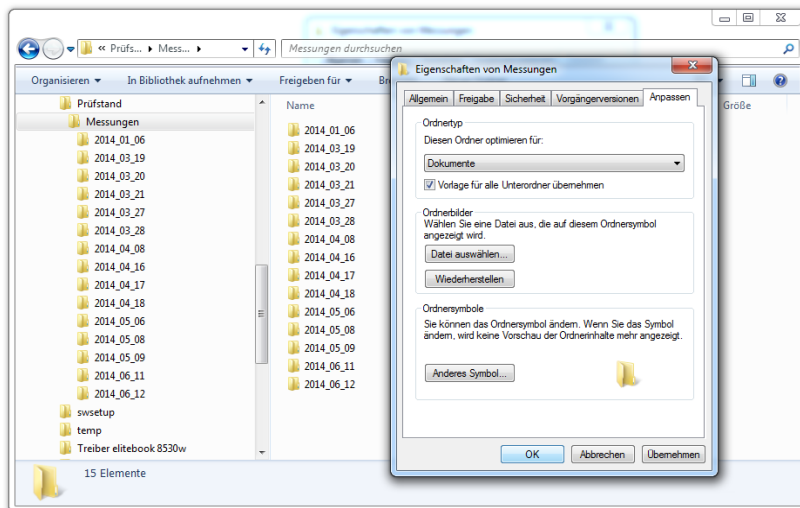 Prüfs... Mess...
Messungen durchsuchen
Organisieren
In Bibliothek aufnehmen
Freigeben für
Prüfstand
Messungen
2014_01_06
2014_03_19
2014_03_20
2014_03_21
2014_03_27
2014_03_28
2014_04_08
2014_04_16
2014_04_17
2014_04_18
2014_05_06
2014_05_08
2014_05_09
2014_06_11
2014_06_12
swsetup
temp
Treiber elitebook 8530w
Name
2014_01_06
2014_03_19
2014_03_20
2014_03_21
2014_03_27
2014_03_28
2014_04_08
2014_04_16
2014_04_17
2014_04_18
2014_05_06
2014_05_08
2014_05_09
2014_06_11
2014_06_12
Größe
15 Elemente
Eigenschaften von Messungen
Allgemein Freigabe Sicherheit Vorgängerversionen Anpassen
Ordnertyp
Diesen Ordner optimieren für:
Dokumente
Vorlage für alle Unterordner übernehmen
Ordnerbilder
Wählen Sie eine Datei aus, die auf diesem Ordnersymbol
angezeigt wird.
Datei auswählen...
Wiederherstellen
Ordnersymbole
Sie können das Ordnersymbol ändern. Wenn Sie das Symbol
ändern, wird keine Vorschau der Ordnerinhalte mehr angezeigt.
Anderes Symbol...
OK Abbrechen Übernehmen